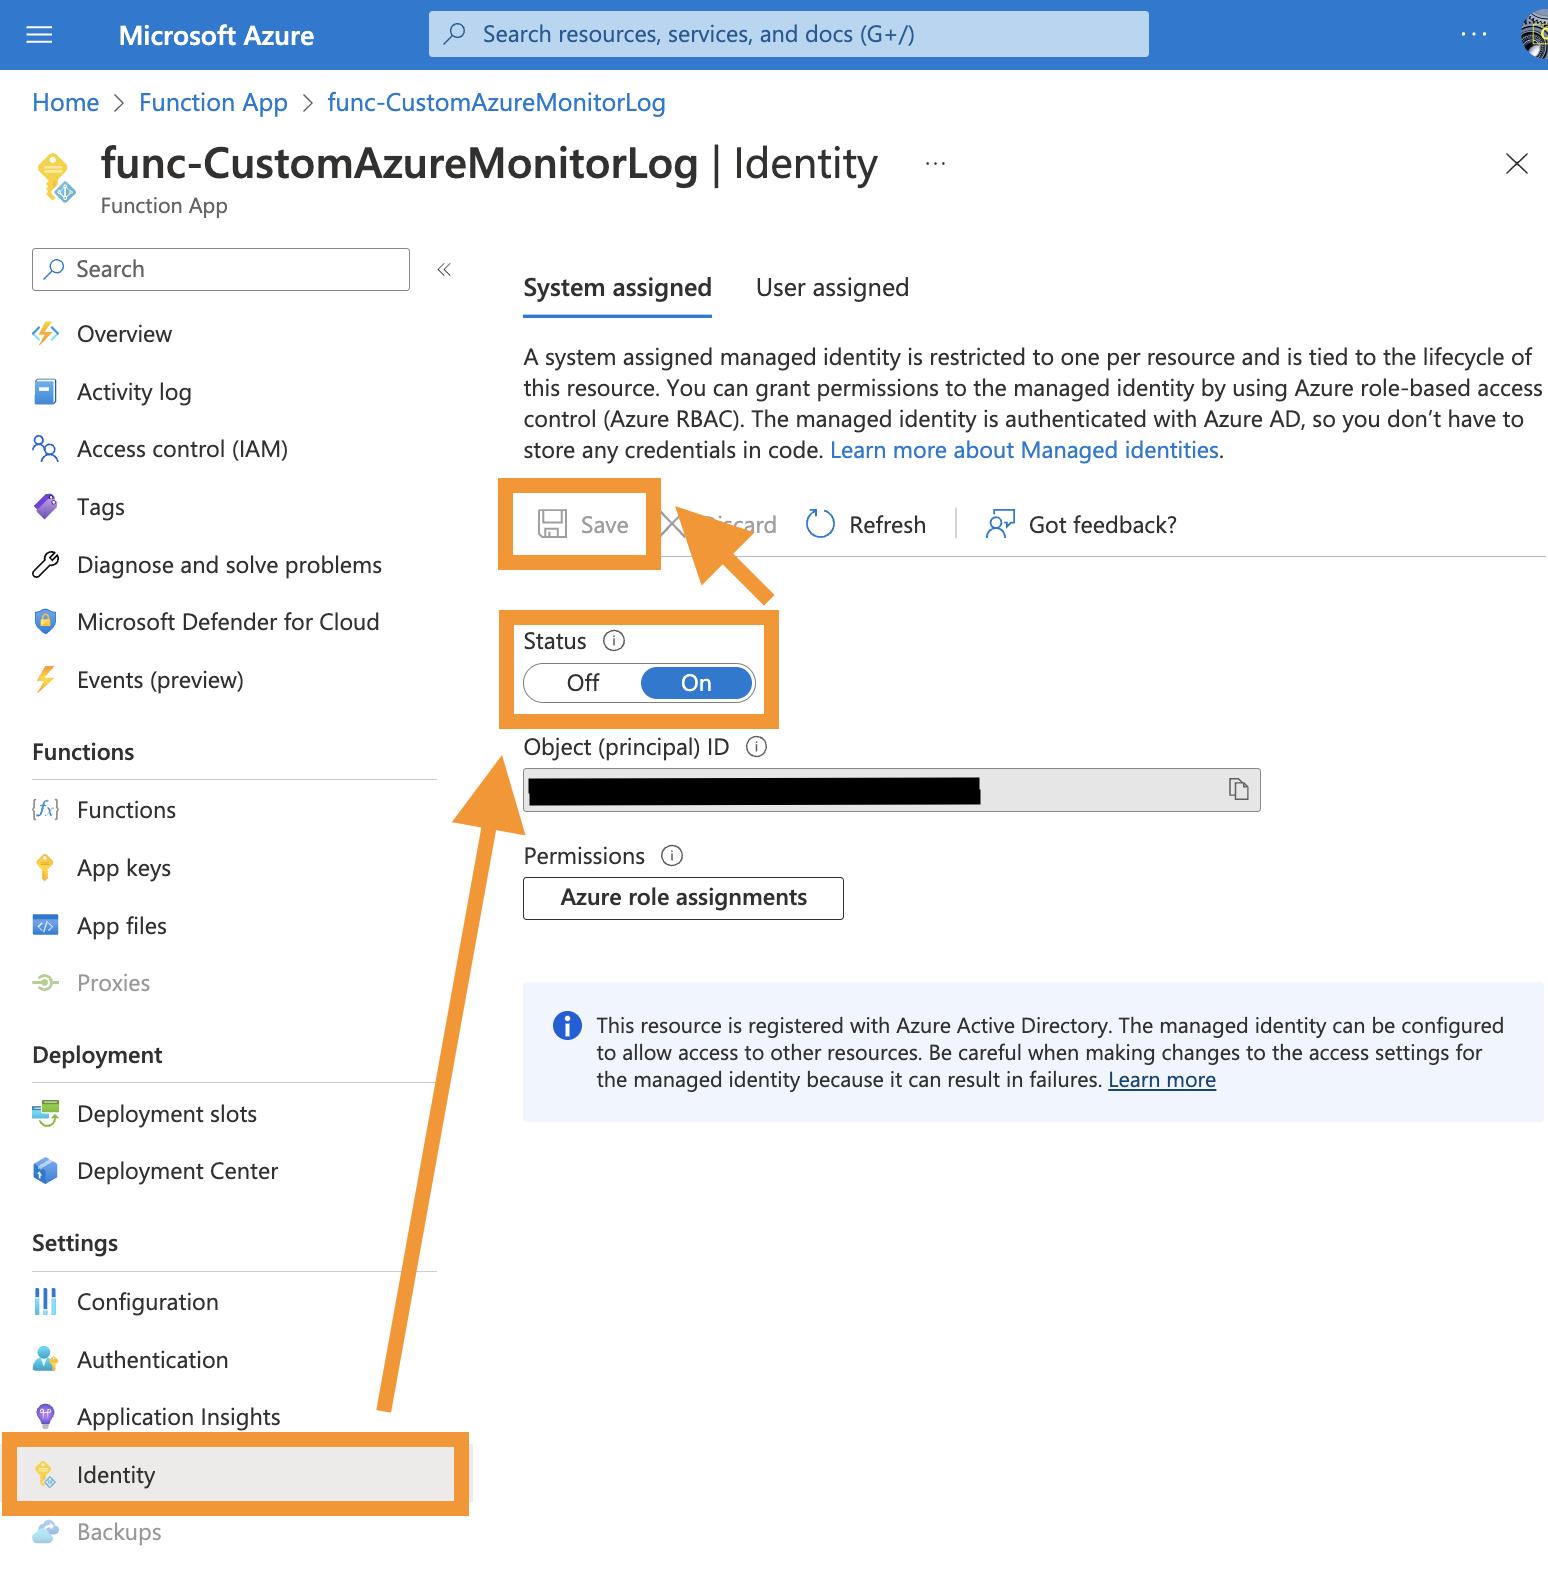 Microsoft Azure
Search resources, services, and docs (G+/)
Home > Function App > func-CustomAzureMonitorLog
func-CustomAzureMonitorLog | Identity
Function App
Search
Overview
Activity log
Access control (IAM)
Tags
Diagnose and solve problems
Microsoft Defender for Cloud
Events (preview)
Functions
Functions
App keys
App files
Proxies
Deployment
Deployment slots
Deployment Center
Settings
Configuration
Authentication
Application Insights
Identity
Backups
System assigned User assigned
A system assigned managed identity is restricted to one per resource and is tied to the lifecycle of
this resource. You can grant permissions to the managed identity by using Azure role-based access
control (Azure RBAC). The managed identity is authenticated with Azure AD, so you don’t have to
store any credentials in code. Learn more about Managed identities.
Save Discard Refresh Got feedback?
Status
Off On
Object (principal) ID
Permissions
Azure role assignments
This resource is registered with Azure Active Directory. The managed identity can be configured
to allow access to other resources. Be careful when making changes to the access settings for
the managed identity because it can result in failures. Learn more